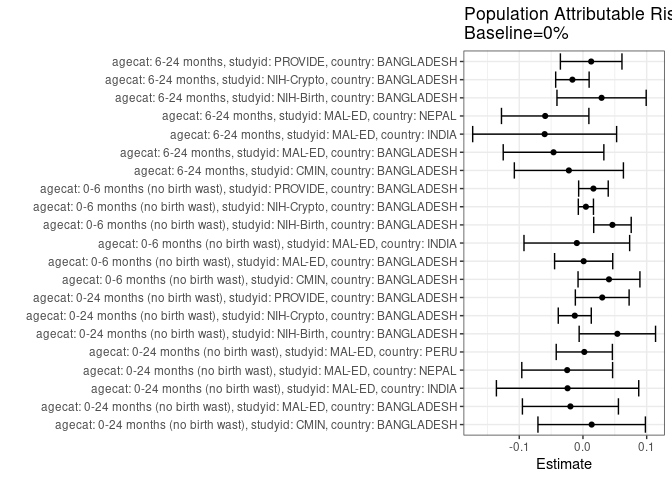 Population Attributable Ris
Baseline=0%
agecat: 6-24 months, studyid: PROVIDE, country: BANGLADESH
agecat: 6-24 months, studyid: NIH-Crypto, country: BANGLADESH
agecat: 6-24 months, studyid: NIH-Birth, country: BANGLADESH
agecat: 6-24 months, studyid: MAL-ED, country: NEPAL
agecat: 6-24 months, studyid: MAL-ED, country: INDIA
agecat: 6-24 months, studyid: MAL-ED, country: BANGLADESH
agecat: 6-24 months, studyid: CMIN, country: BANGLADESH
agecat: 0-6 months (no birth wast), studyid: PROVIDE, country: BANGLADESH
agecat: 0-6 months (no birth wast), studyid: NIH-Crypto, country: BANGLADESH
agecat: 0-6 months (no birth wast), studyid: NIH-Birth, country: BANGLADESH
agecat: 0-6 months (no birth wast), studyid: MAL-ED, country: INDIA
agecat: 0-6 months (no birth wast), studyid: MAL-ED, country: BANGLADESH
agecat: 0-6 months (no birth wast), studyid: CMIN, country: BANGLADESH
agecat: 0-24 months (no birth wast), studyid: PROVIDE, country: BANGLADESH
agecat: 0-24 months (no birth wast), studyid: NIH-Crypto, country: BANGLADESH
agecat: 0-24 months (no birth wast), studyid: NIH-Birth, country: BANGLADESH
agecat: 0-24 months (no birth wast), studyid: MAL-ED, country: PERU
agecat: 0-24 months (no birth wast), studyid: MAL-ED, country: NEPAL
agecat: 0-24 months (no birth wast), studyid: MAL-ED, country: INDIA
agecat: 0-24 months (no birth wast), studyid: MAL-ED, country: BANGLADESH
agecat: 0-24 months (no birth wast), studyid: CMIN, country: BANGLADESH
-0.1 0.0 0.1
Estimate